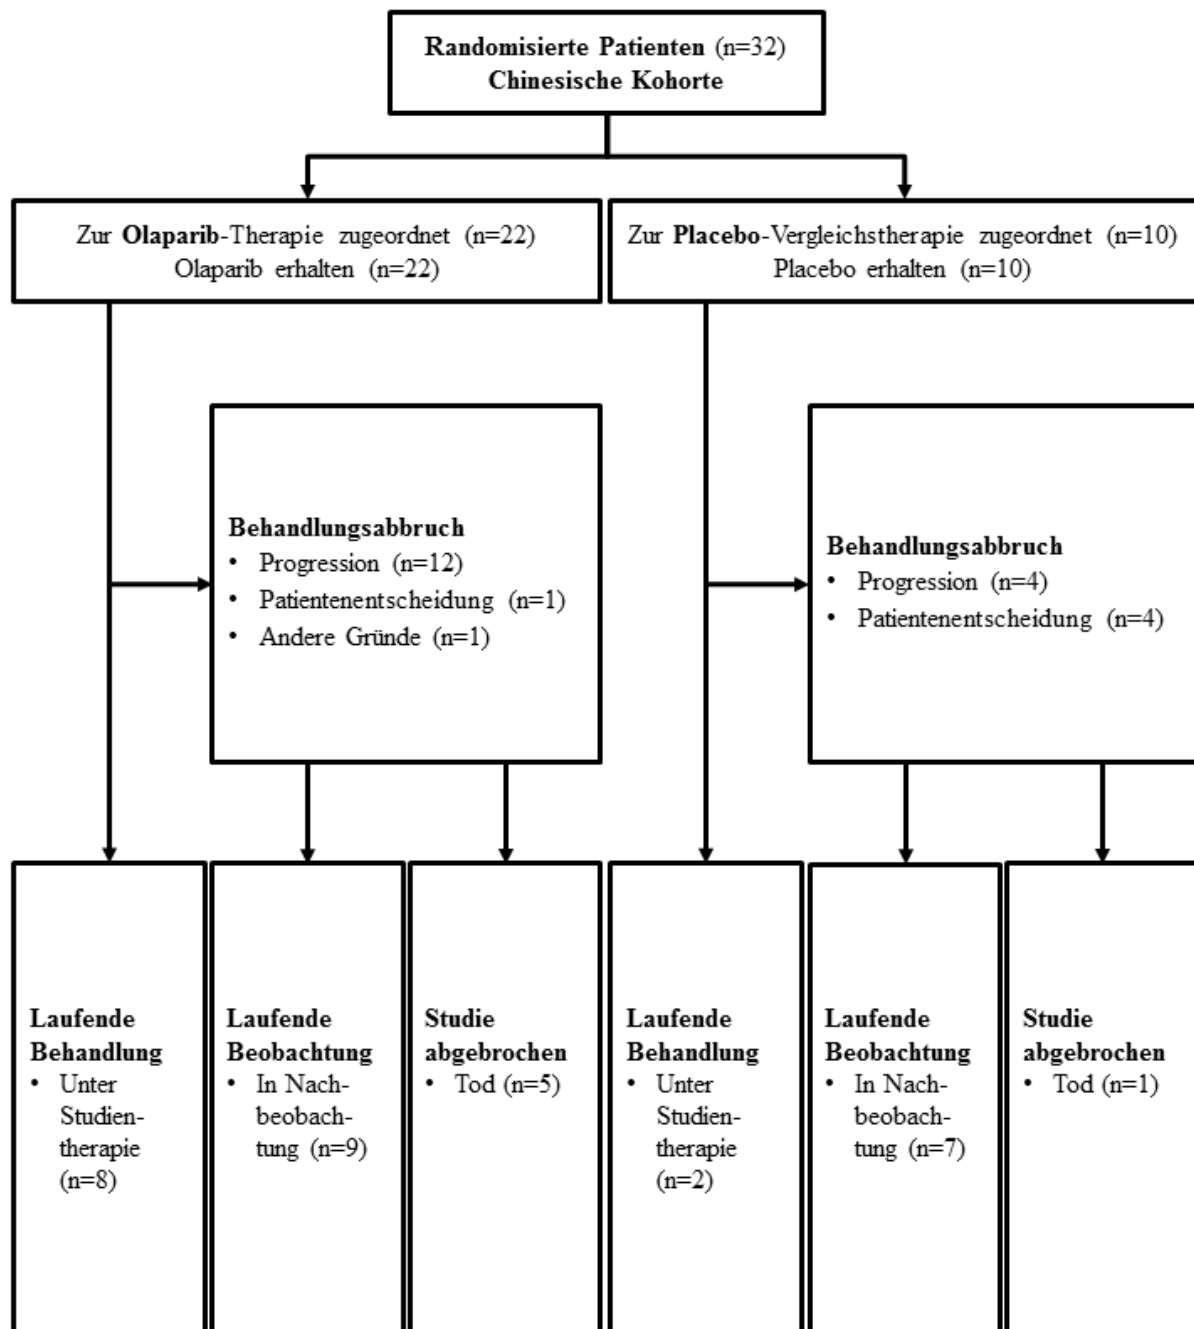 Randomisierte Patienten (n=32)
Chinesische Kohorte
Zur Olaparib-Therapie zugeordnet (n=22)
Olaparib erhalten (n=22)
Zur Placebo-Vergleichstherapie zugeordnet (n=10)
Placebo erhalten (n=10)
Behandlungsabbruch
• Progression (n=12)
• Patientenentscheidung (n=1)
• Andere Gründe (n=1)
Behandlungsabbruch
• Progression (n=4)
• Patientenentscheidung (n=4)
Laufende
Behandlung
• Unter
Studien-
therapie
(n=8)
Laufende
Beobachtung
• In Nach-
beobach-
tung (n=9)
Studie
abgebrochen
• Tod (n=5)
Laufende
Behandlung
• Unter
Studien-
therapie
(n=2)
Laufende
Beobachtung
• In Nach-
beobach-
tung (n=7)
Studie
abgebrochen
• Tod (n=1)